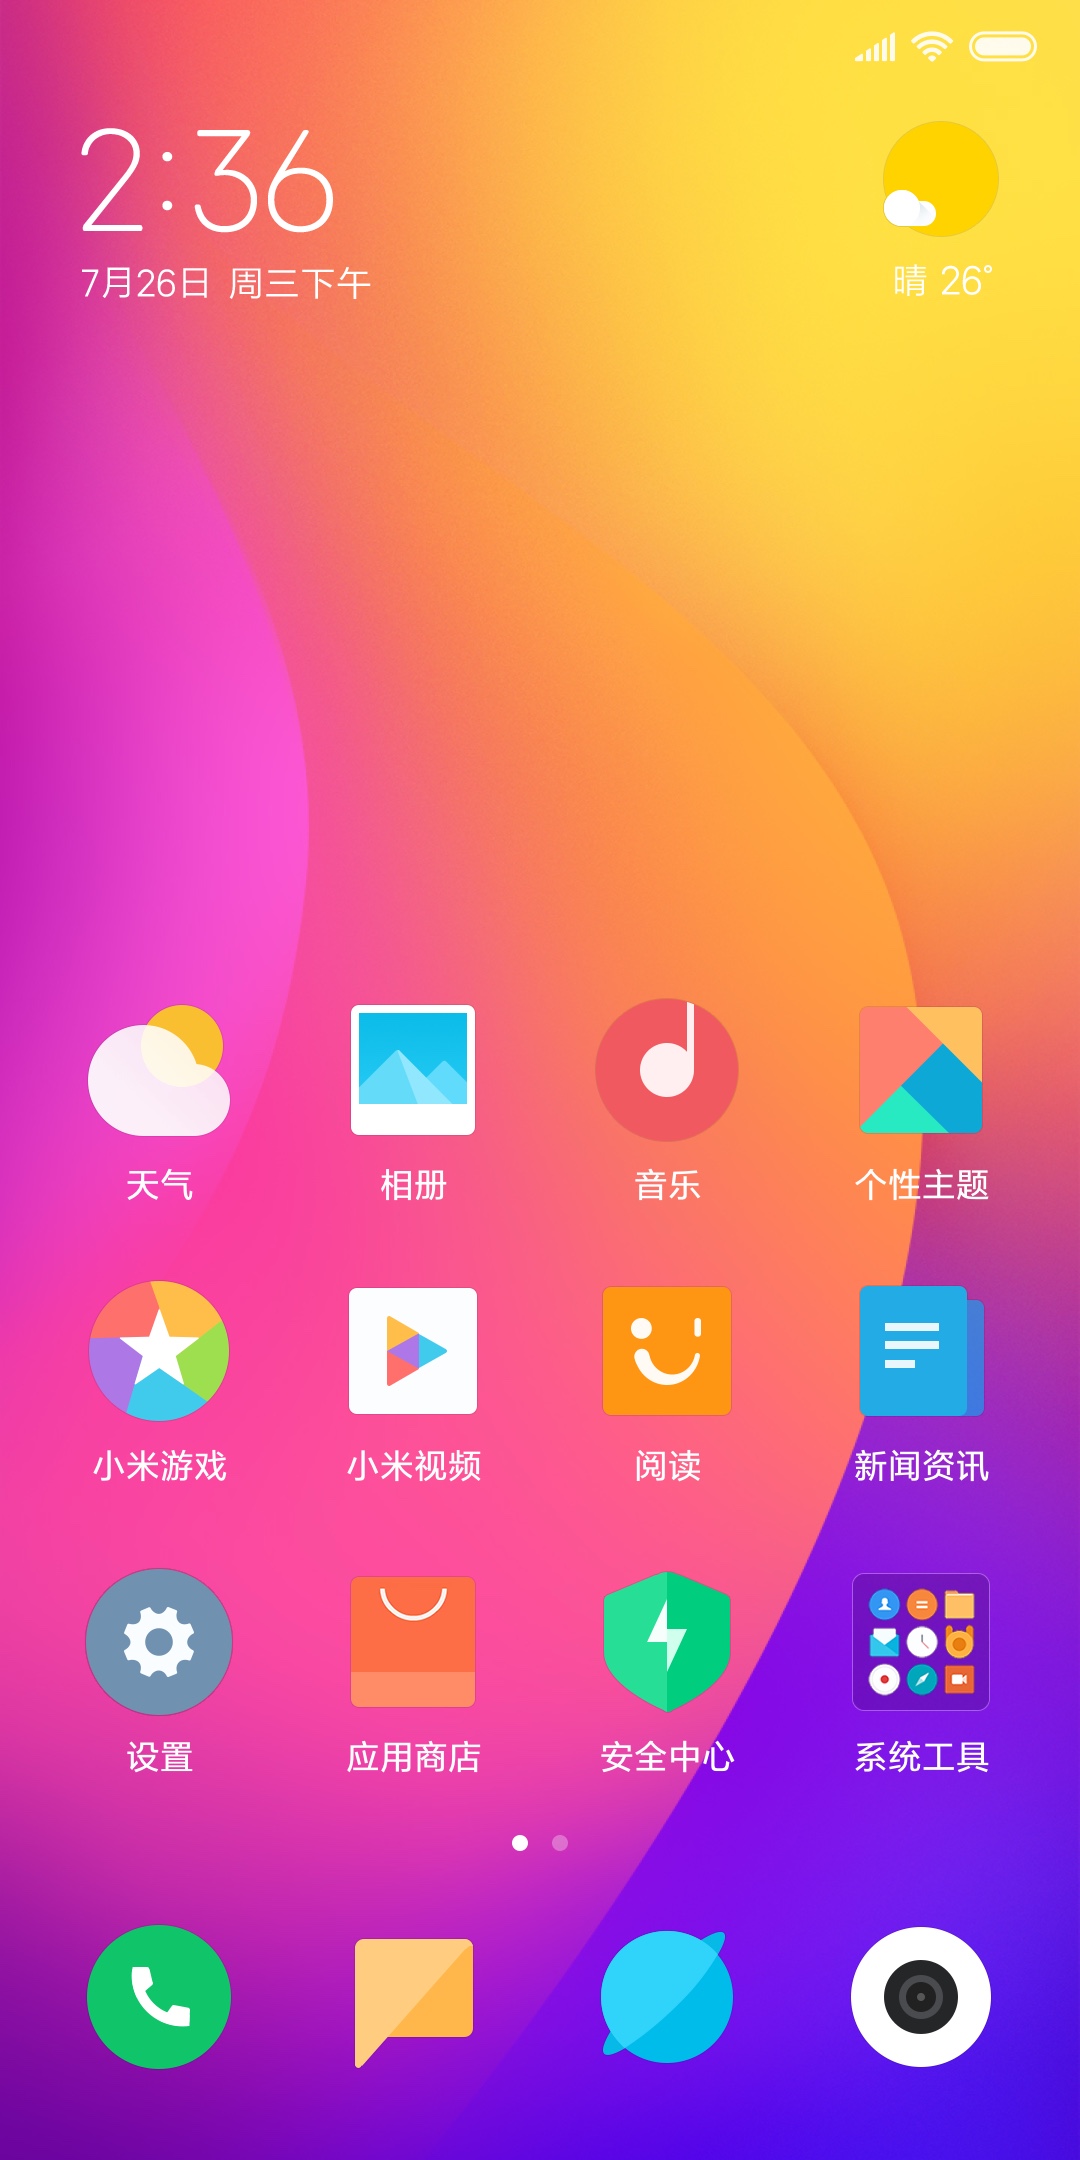 2:36
7月26日 周三下午
晴 26°
天气
相册
音乐
个性主题
小米游戏
小米视频
阅读
新闻资讯
设置
应用商店
安全中心
系统工具